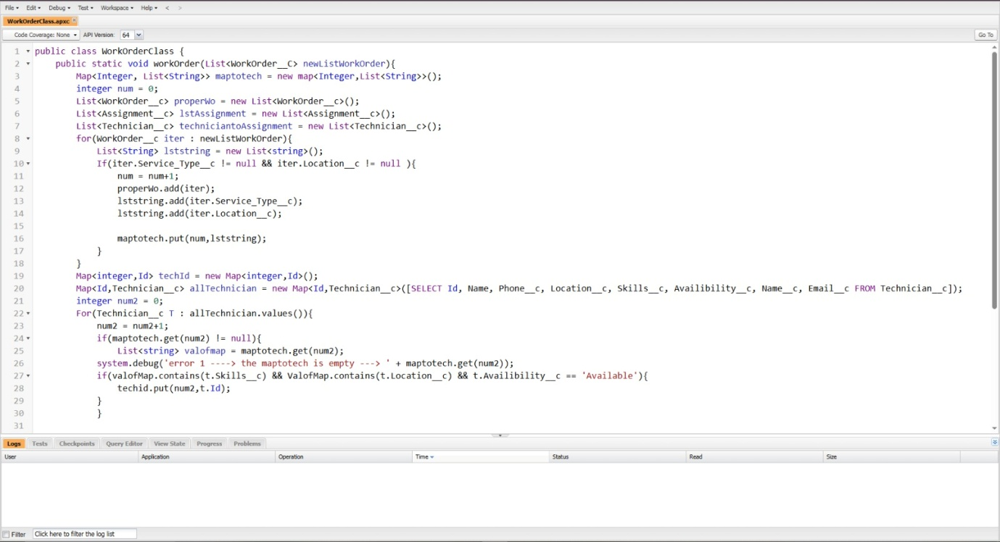 File Edit Debug Test Workspace Help < >
WorkOrderClass.apxc
Code Coverage: None API Version: 64 Go To
1 public class WorkOrderClass {
2 public static void workOrder(List<WorkOrder__C> newListWorkOrder){
3 Map<Integer, List<String>> maptotech = new map<Integer,List<String>>();
4 integer num = 0;
5 List<WorkOrder__c> properWo = new List<WorkOrder__c>();
6 List<Assignment__c> lstAssignment = new List<Assignment__c>();
7 List<Technician__c> techniciantoAssignment = new List<Technician__c>();
8 for(WorkOrder__c iter : newListWorkOrder){
9 List<String> lststring = new List<string>();
10 If(iter.Service_Type__c != null && iter.Location__c != null ){
11 num = num+1;
12 properWo.add(iter);
13 lststring.add(iter.Service_Type__c);
14 lststring.add(iter.Location__c);
15
16 maptotech.put(num,lststring);
17 }
18 }
19 Map<integer,Id> techId = new Map<integer,Id>();
20 Map<Id,Technician__c> allTechnician = new Map<Id,Technician__c>([SELECT Id, Name, Phone__c, Location__c, Skills__c, Availibility__c, Name__c, Email__c FROM Technician__c]);
21 integer num2 = 0;
22 For(Technician__c T : allTechnician.values()){
23 num2 = num2+1;
24 if(maptotech.get(num2) != null){
25 List<string> valofmap = maptotech.get(num2);
26 system.debug('error 1 ----> the maptotech is empty ---> ' + maptotech.get(num2));
27 if(valofMap.contains(t.Skills__c) && ValofMap.contains(t.Location__c) && t.Availibility__c == 'Available'){
28 techid.put(num2,t.Id);
29 }
30 }
31
Logs Tests Checkpoints Query Editor View State Progress Problems
User Application Operation Time Status Read Size
Filter Click here to filter the log list